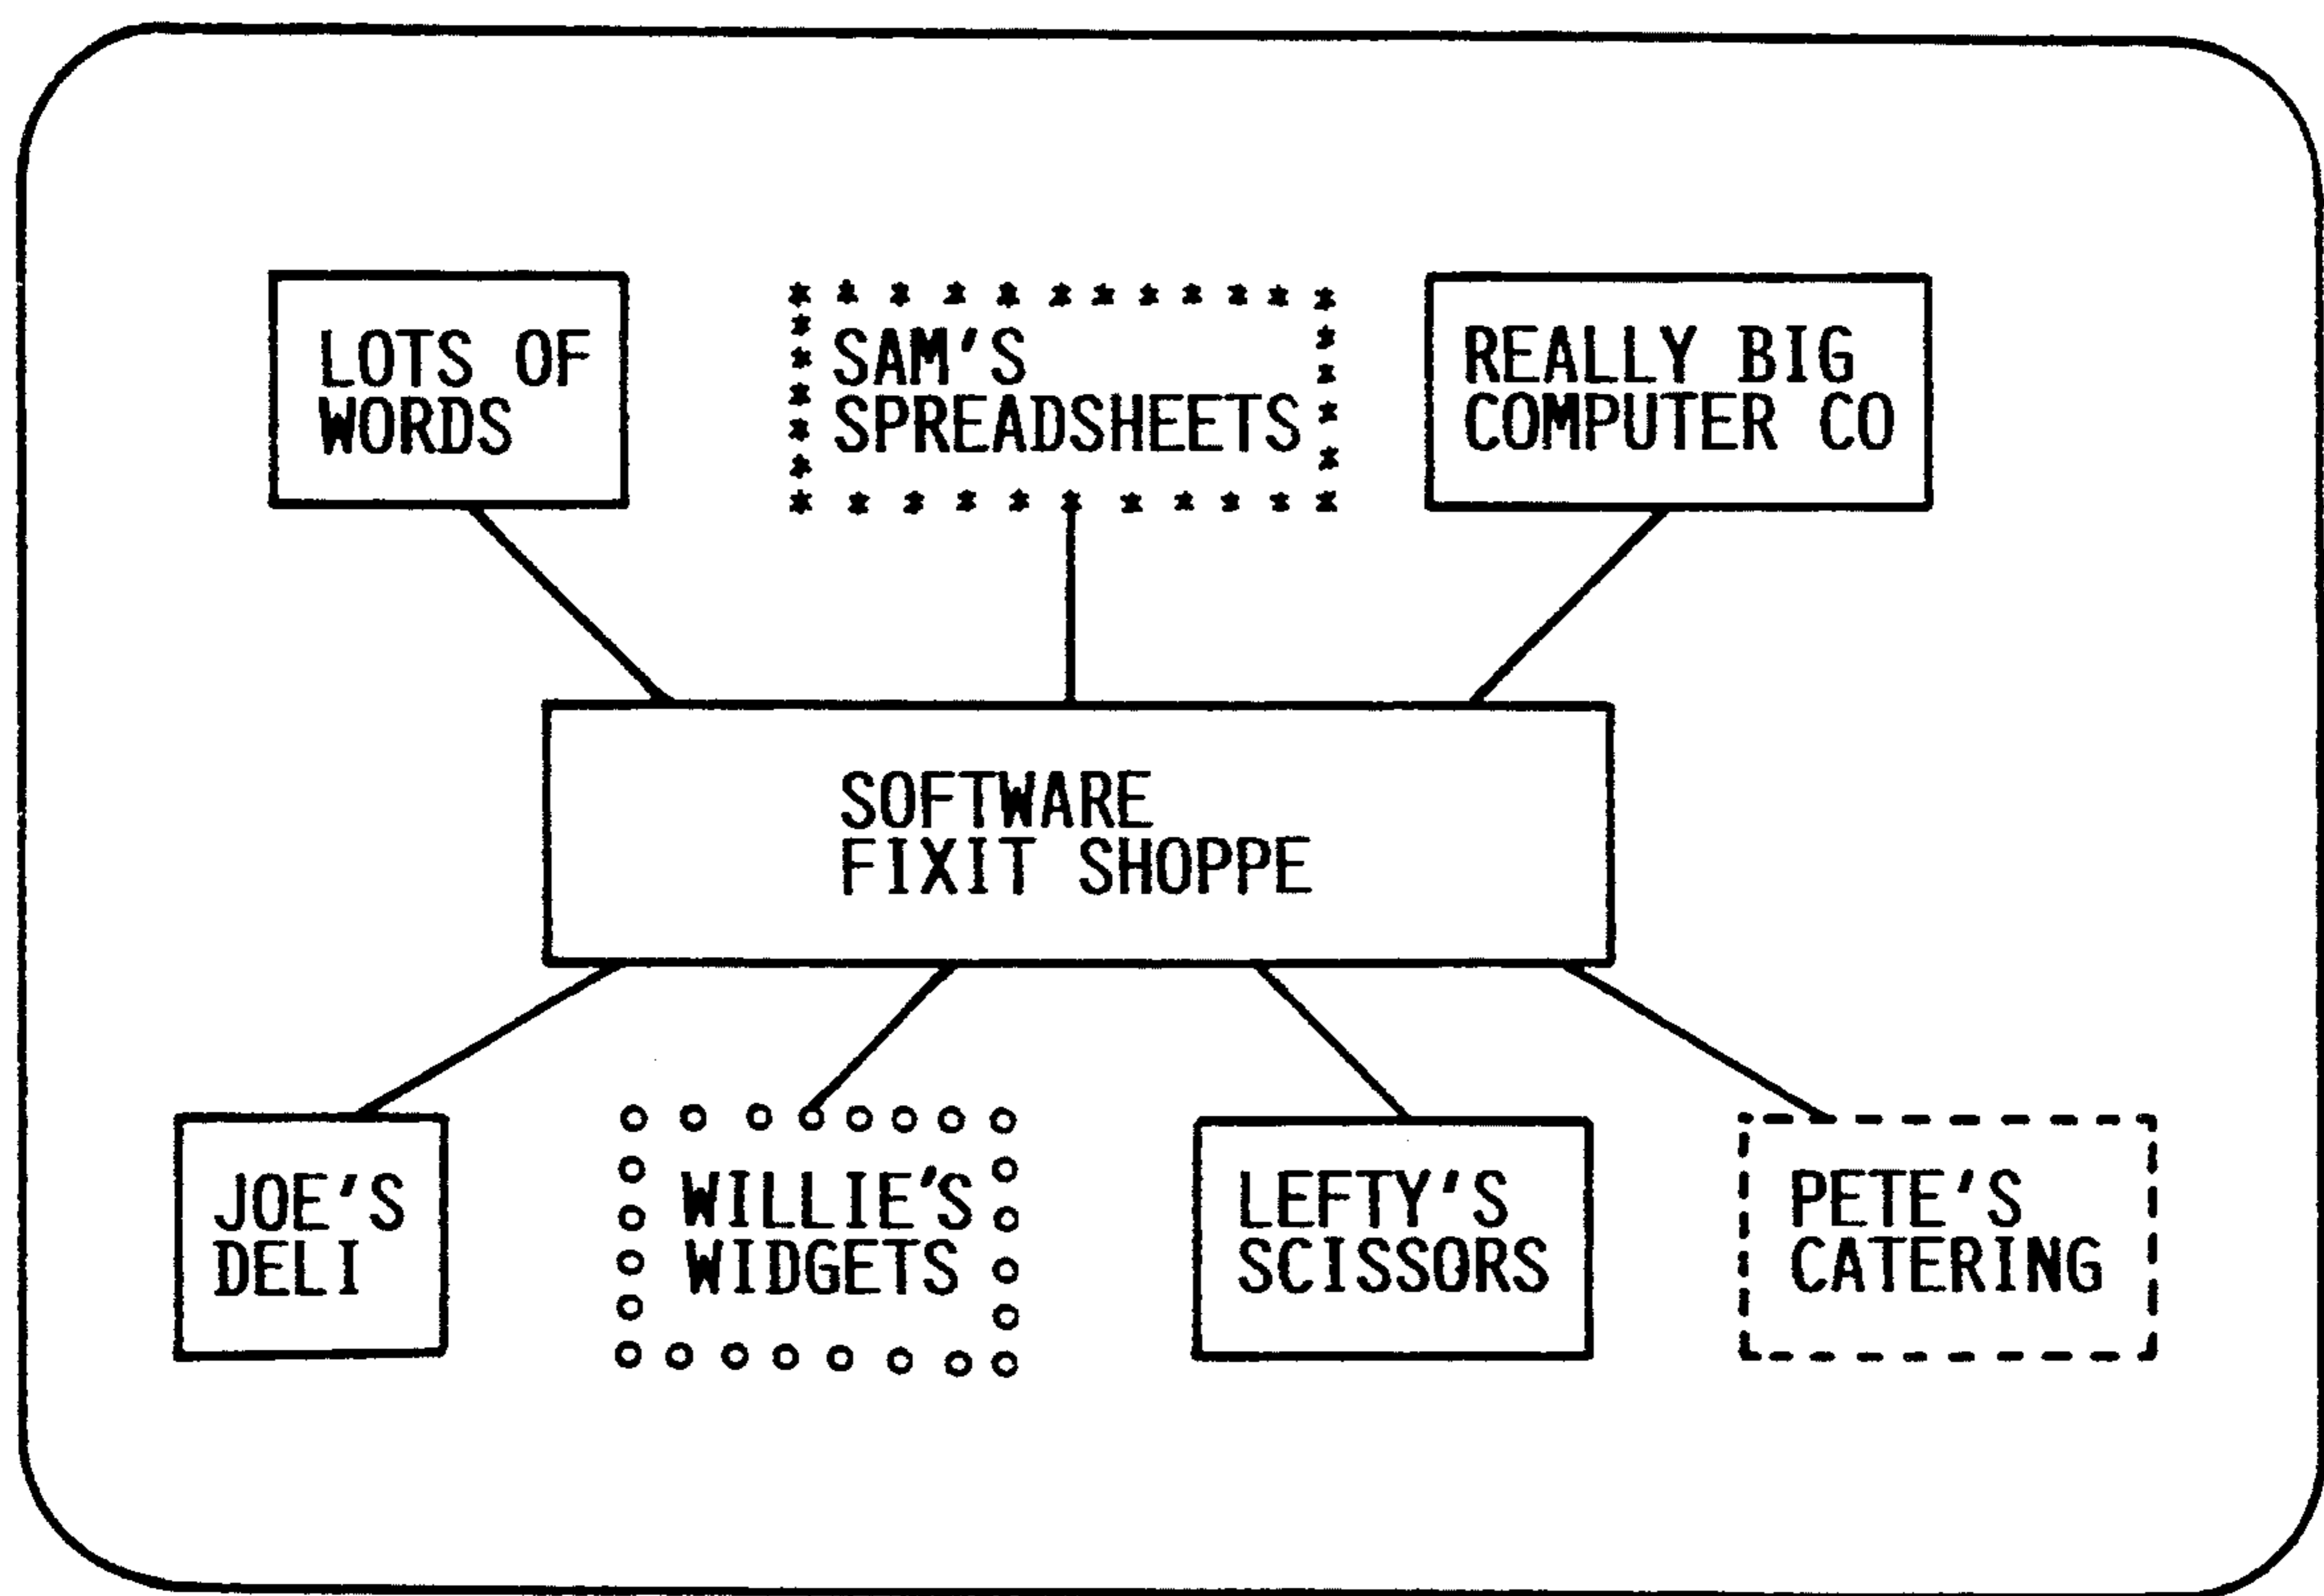 LOTS OF
WORDS
SAM'S
SPREADSHEETS
REALLY BIG
COMPUTER CO
SOFTWARE
FIXIT SHOPPE
JOE'S
DELI
WILLIE'S
WIDGETS
LEFTY'S
SCISSORS
PETE'S
CATERING